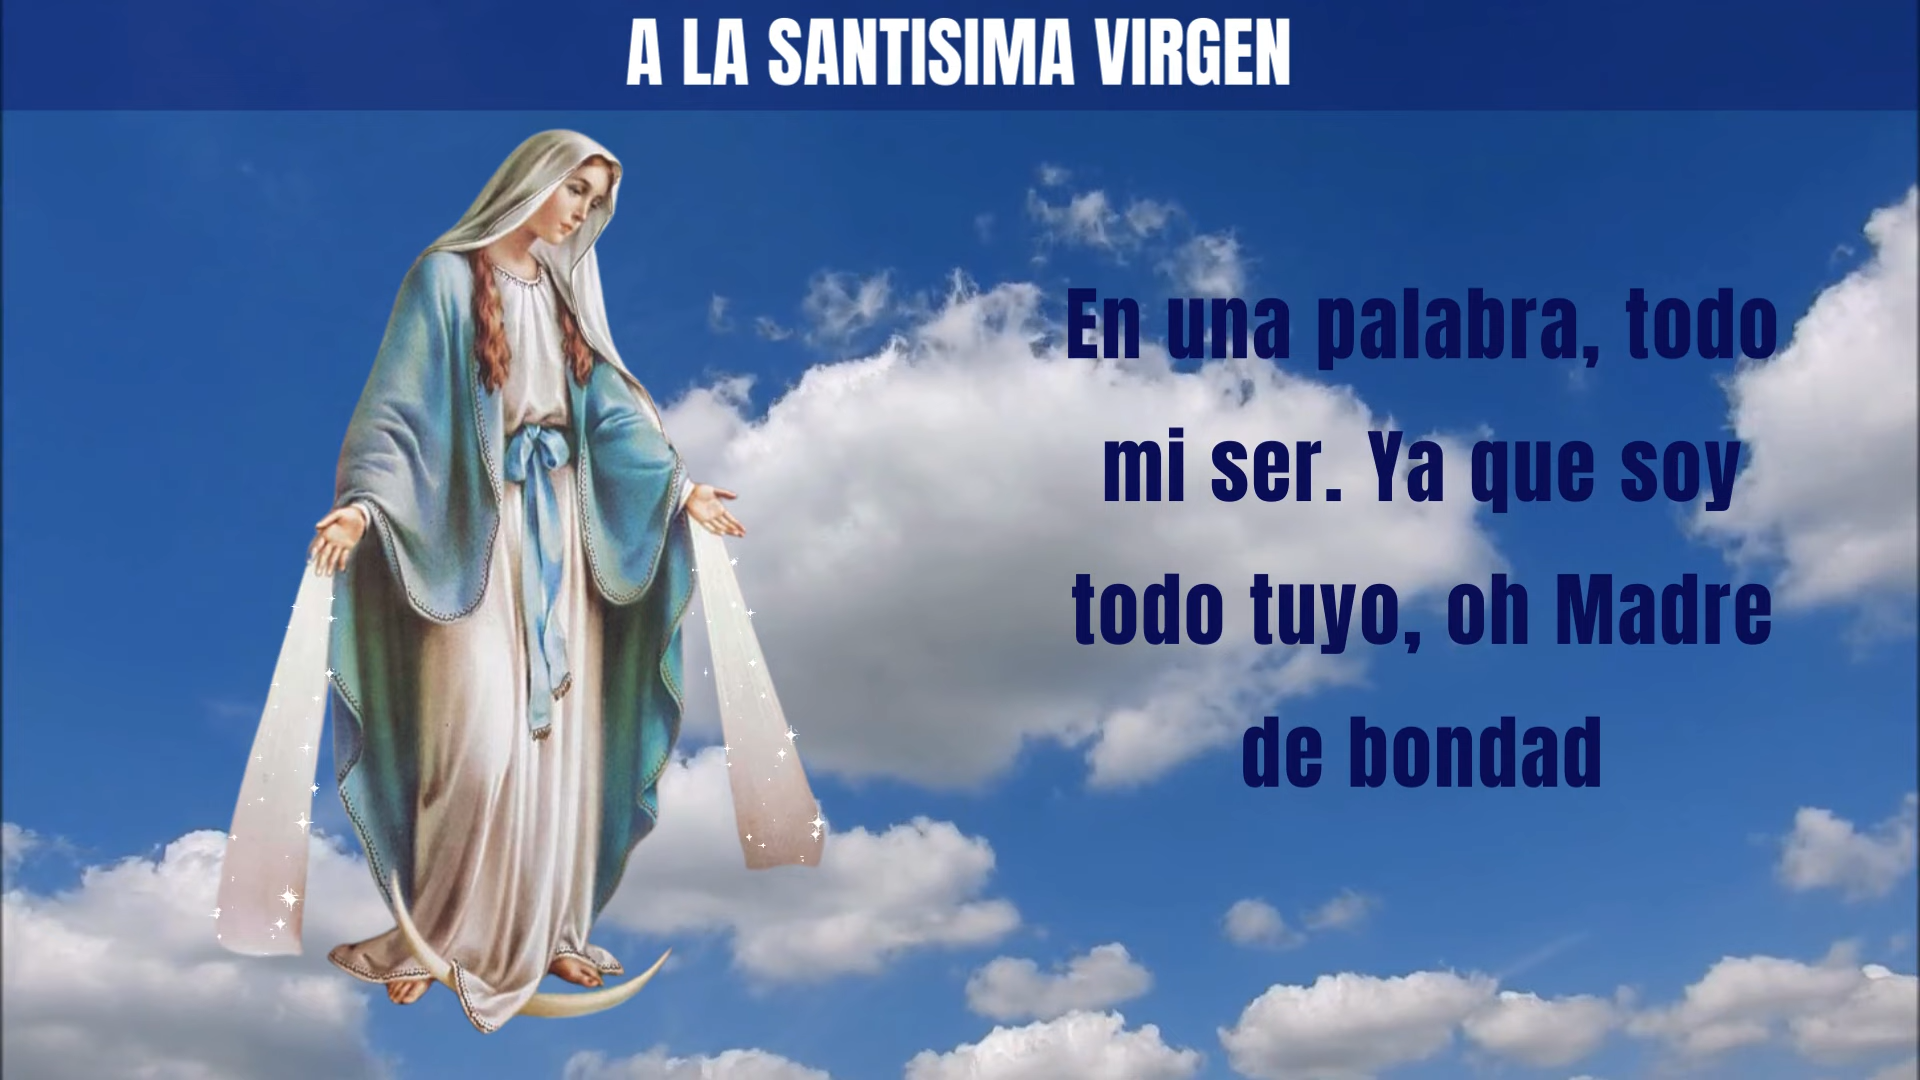 A LA SANTISIMA VIRGEN
En una palabra, todo
mi ser. Ya que soy
todo tuyo, oh Madre
de bondad